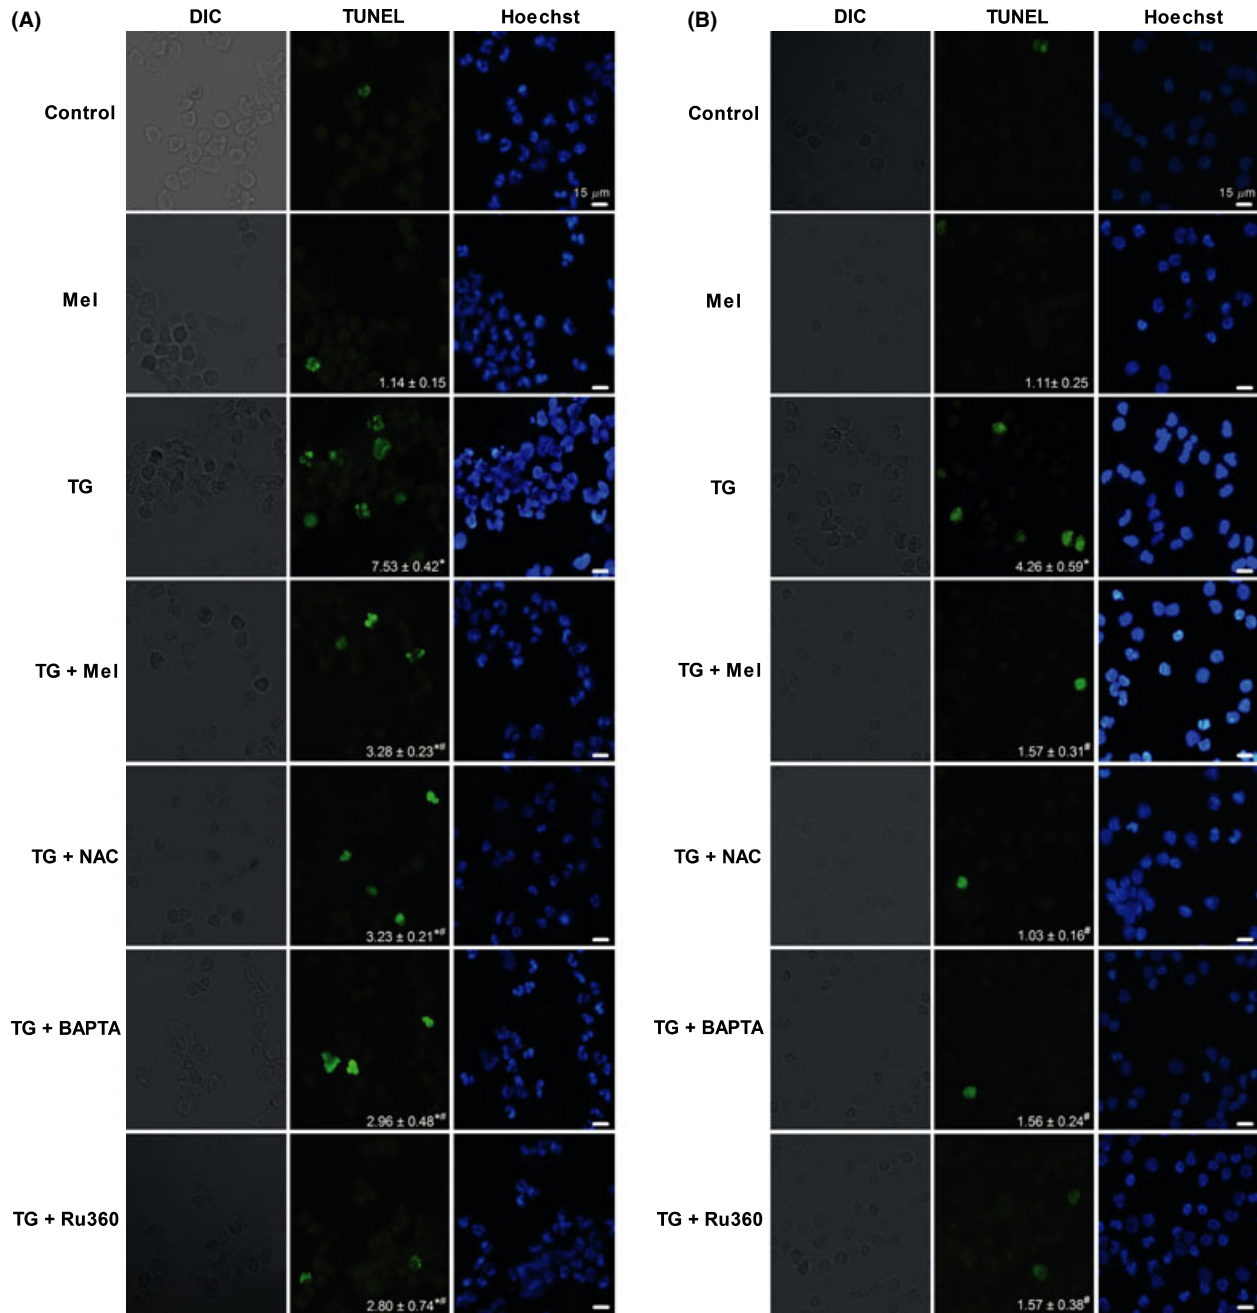 (A) DIC TUNEL Hoechst (B) DIC TUNEL Hoechst
Control Control
15 μm 15 μm
Mel Mel
1.14 ± 0.15 1.11± 0.25
TG TG
7.53 ± 0.42* 4.26 ± 0.59*
TG + Mel TG + Mel
3.28 ± 0.23*# 1.57 ± 0.31#
TG + NAC TG + NAC
3.23 ± 0.21*# 1.03 ± 0.16#
TG + BAPTA TG + BAPTA
2.96 ± 0.48*# 1.56 ± 0.24#
TG + Ru360 TG + Ru360
2.80 ± 0.74*# 1.57 ± 0.38#